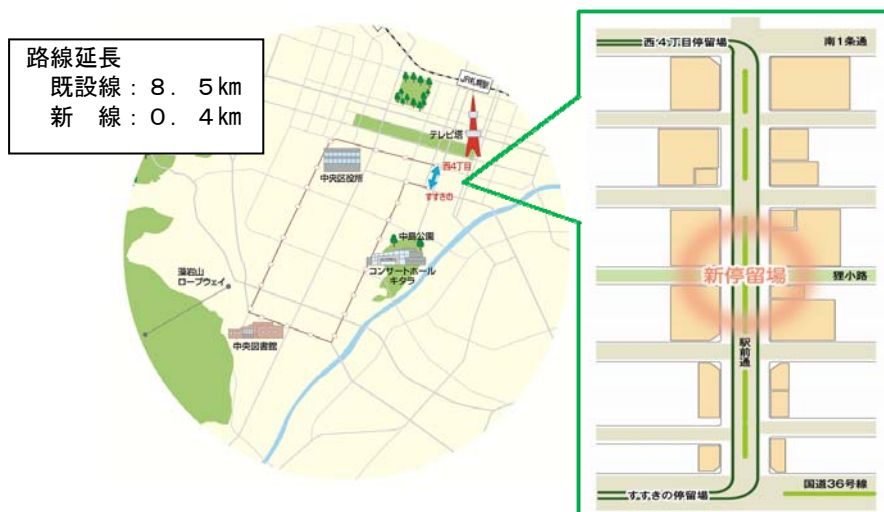 路線延長
既設線：８．５㎞
新　線：０．４㎞
JR札幌駅
テレビ塔
西4丁目
中央区役所
すすきの
中島公園
コンサートホール
キタラ
藻岩山
ロープウェイ
中央図書館
西4丁目停留場
南1条通
新停留場
狸小路
駅前通
国道36号線
すすきの停留場